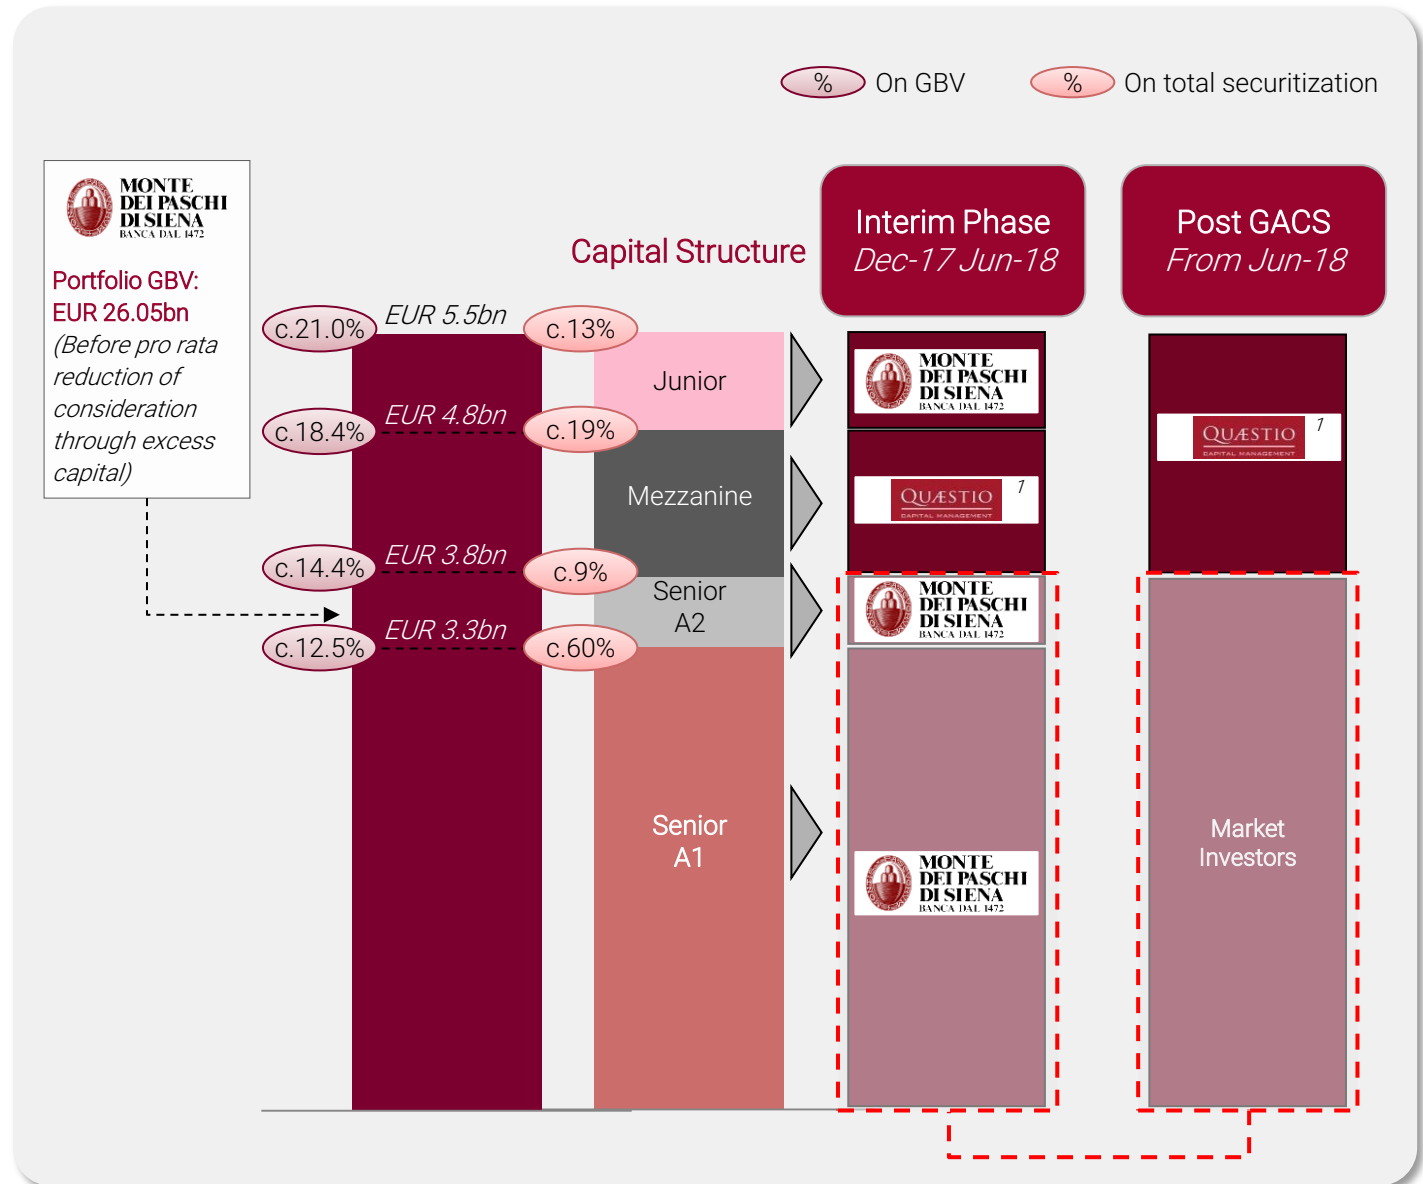 % On GBV
% On total securitization
MONTE
DEI PASCHI
DI SIENA
BANCA DAL 1472
Portfolio GBV:
EUR 26.05bn
(Before pro rata
reduction of
consideration
through excess
capital)
Capital Structure
Interim Phase
Dec-17 Jun-18
Post GACS
From Jun-18
c.21.0%
EUR 5.5bn
c.13%
Junior
MONTE
DEI PASCHI
DI SIENA
BANCA DAL 1472
c.18.4%
EUR 4.8bn
c.19%
QUÆSTIO
CAPITAL MANAGEMENT
1
Mezzanine
QUÆSTIO
CAPITAL MANAGEMENT
1
c.14.4%
EUR 3.8bn
c.9%
Senior
A2
MONTE
DEI PASCHI
DI SIENA
BANCA DAL 1472
c.12.5%
EUR 3.3bn
c.60%
Senior
A1
MONTE
DEI PASCHI
DI SIENA
BANCA DAL 1472
Market
Investors